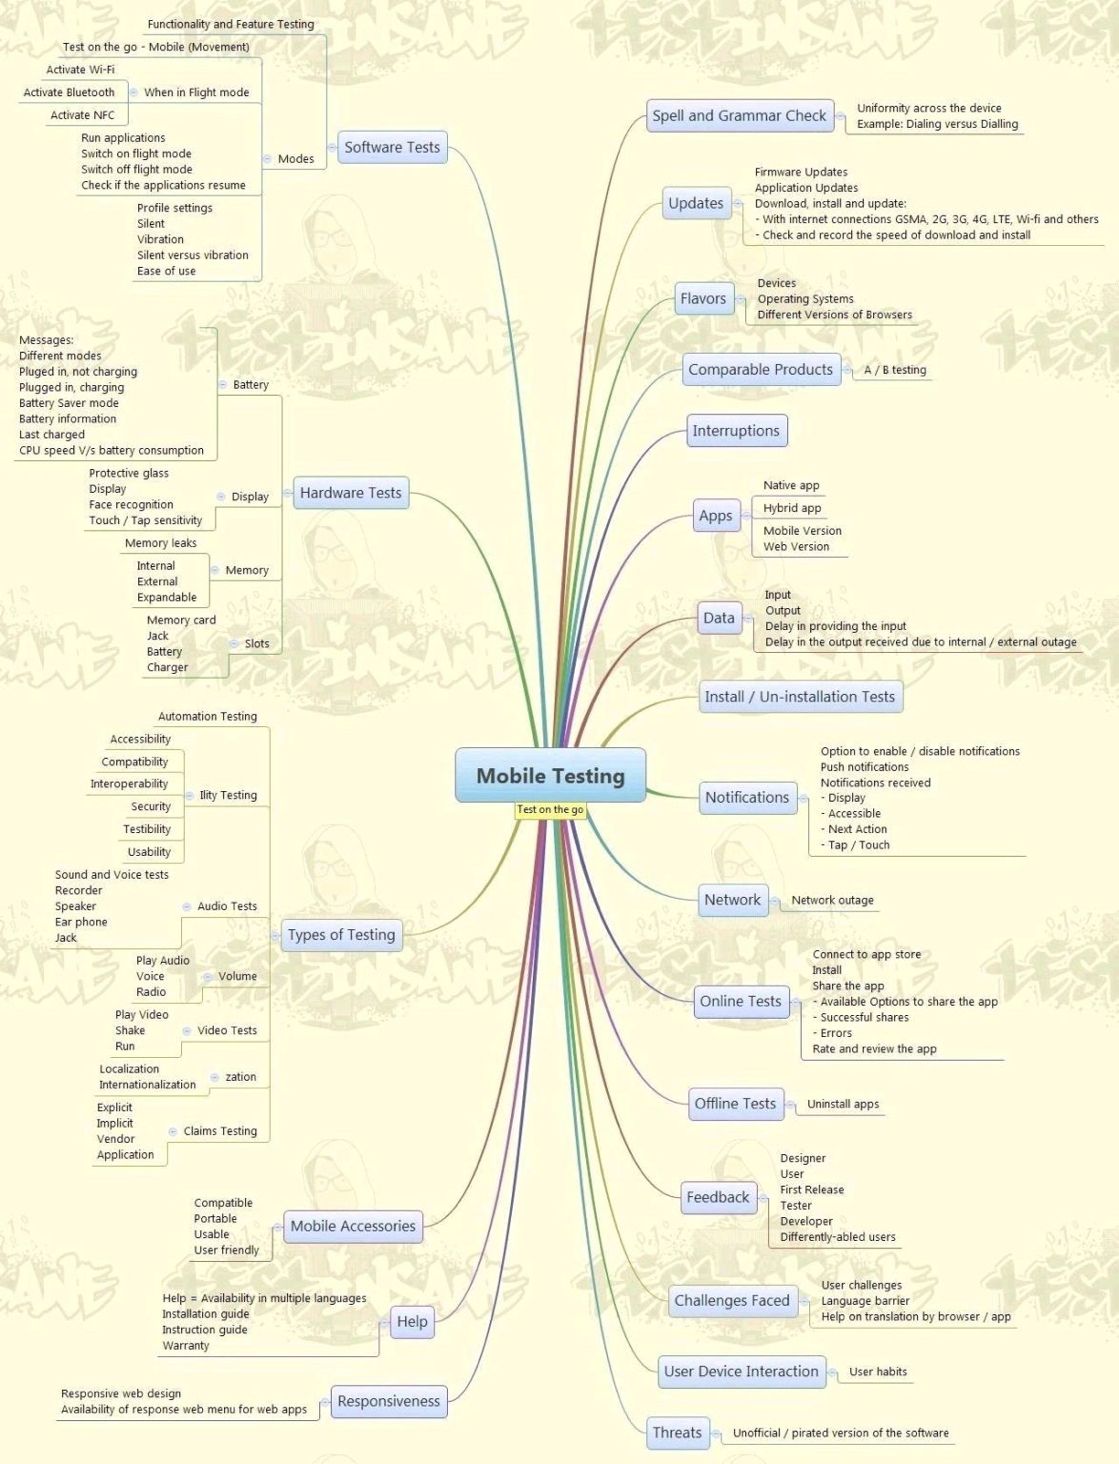 Functionality and Feature Testing
Test on the go - Mobile (Movement)
Activate Wi-Fi
Activate Bluetooth
Activate NFC
When in Flight mode
Run applications
Switch on flight mode
Switch off flight mode
Check if the applications resume
Modes
Profile settings
Silent
Vibration
Silent versus vibration
Ease of use
Software Tests
Messages:
Different modes
Pluged in, not charging
Plugged in, charging
Battery Saver mode
Battery information
Last charged
CPU speed V/s battery consumption
Battery
Protective glass
Display
Face recognition
Touch / Tap sensitivity
Display
Hardware Tests
Memory leaks
Internal
External
Expandable
Memory
Memory card
Jack
Battery
Charger
Slots
Automation Testing
Accessibility
Compatibility
Interoperability
Security
Testibility
Usability
Ility Testing
Sound and Voice tests
Recorder
Speaker
Ear phone
Jack
Audio Tests
Types of Testing
Play Audio
Voice
Radio
Volume
Play Video
Shake
Run
Video Tests
Localization
Internationalization
zation
Explicit
Implicit
Vendor
Application
Claims Testing
Compatible
Portable
Usable
User friendly
Mobile Accessories
Help = Availability in multiple languages
Installation guide
Instruction guide
Warranty
Help
Responsive web design
Availability of response web menu for web apps
Responsiveness
Mobile Testing
Test on the go
Spell and Grammar Check
Uniformity across the device
Example: Dialing versus Dialling
Updates
Firmware Updates
Application Updates
Download, install and update:
- With internet connections GSMA, 2G, 3G, 4G, LTE, Wi-fi and others
- Check and record the speed of download and install
Flavors
Devices
Operating Systems
Different Versions of Browsers
Comparable Products
A / B testing
Interruptions
Apps
Native app
Hybrid app
Mobile Version
Web Version
Data
Input
Output
Delay in providing the input
Delay in the output received due to internal / external outage
Install / Un-installation Tests
Notifications
Option to enable / disable notifications
Push notifications
Notifications received
- Display
- Accessible
- Next Action
- Tap / Touch
Network
Network outage
Online Tests
Connect to app store
Install
Share the app
- Available Options to share the app
- Successful shares
- Errors
Rate and review the app
Offline Tests
Uninstall apps
Feedback
Designer
User
First Release
Tester
Developer
Differently-abled users
Challenges Faced
User challenges
Language barrier
Help on translation by browser / app
User Device Interaction
User habits
Threats
Unofficial / pirated version of the software